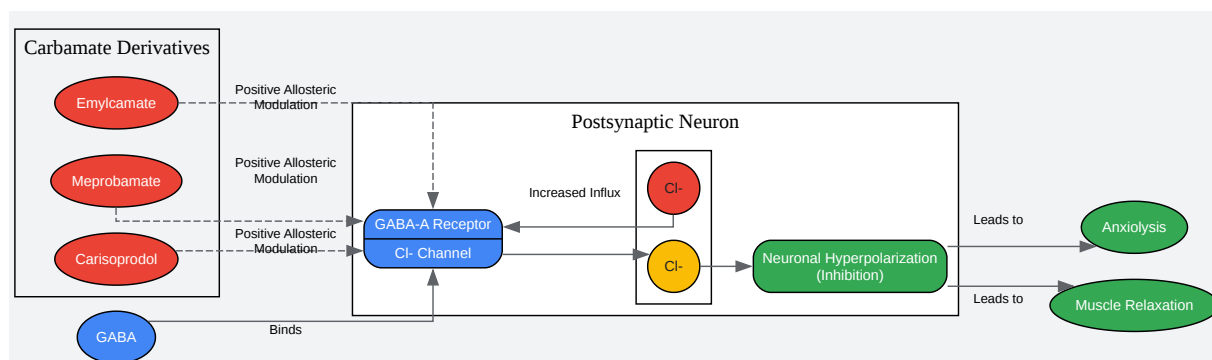 Carbamate Derivatives
Emylcamate
Meprobamate
Carisoprodol
GABA
Positive Allosteric
Modulation
Positive Allosteric
Modulation
Positive Allosteric
Modulation
Binds
Postsynaptic Neuron
GABA-A Receptor
Cl- Channel
Increased Influx
Cl-
Cl-
Neuronal Hyperpolarization
(Inhibition)
Leads to
Leads to
Anxiolysis
Muscle Relaxation